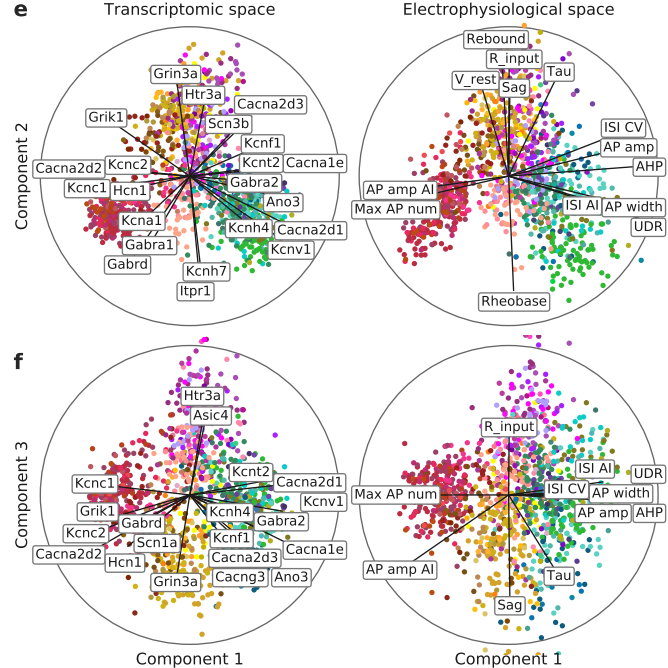 e
Transcriptomic space
Electrophysiological space
Component 2
Grin3a
Htr3a
Cacna2d3
Grik1
Scn3b
Kcnf1
Cacna2d2
Kcnc2
Kcnt2
Cacna1e
Kcnc1
Hcn1
Gabra2
Ano3
Kcna1
Kcnh4
Cacna2d1
Gabra1
Kcnv1
Gabrd
Kcnh7
Itpr1
Rebound
R_input
Tau
V_rest
Sag
ISI CV
AP amp
AHP
AP amp AI
Max AP num
ISI AI
AP width
UDR
Rheobase
f
Component 3
Htr3a
Asic4
Kcnt2
Kcnc1
Cacna2d1
Kcnv1
Grik1
Gabrd
Kcnh4
Gabra2
Kcnc2
Scn1a
Kcnf1
Cacna2d2
Hcn1
Cacna2d3
Cacna1e
Grin3a
Cacng3
Ano3
Component 1
R_input
ISI AI
UDR
Max AP num
ISI CV
AP width
AP amp
AHP
AP amp AI
Tau
Sag
Component 1